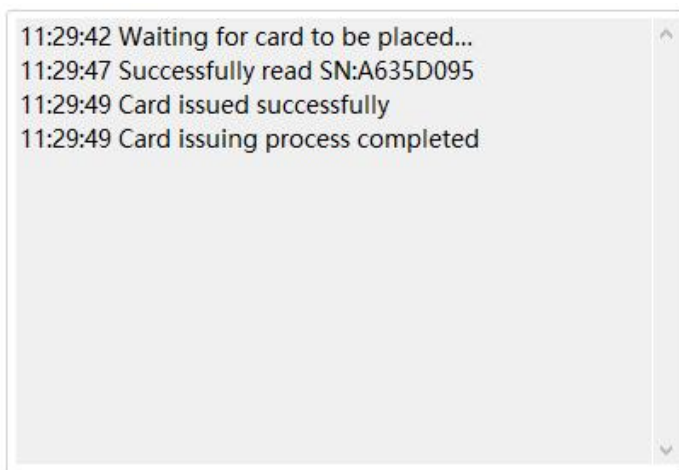 11:29:42 Waiting for card to be placed...
11:29:47 Successfully read SN:A635D095
11:29:49 Card issued successfully
11:29:49 Card issuing process completed